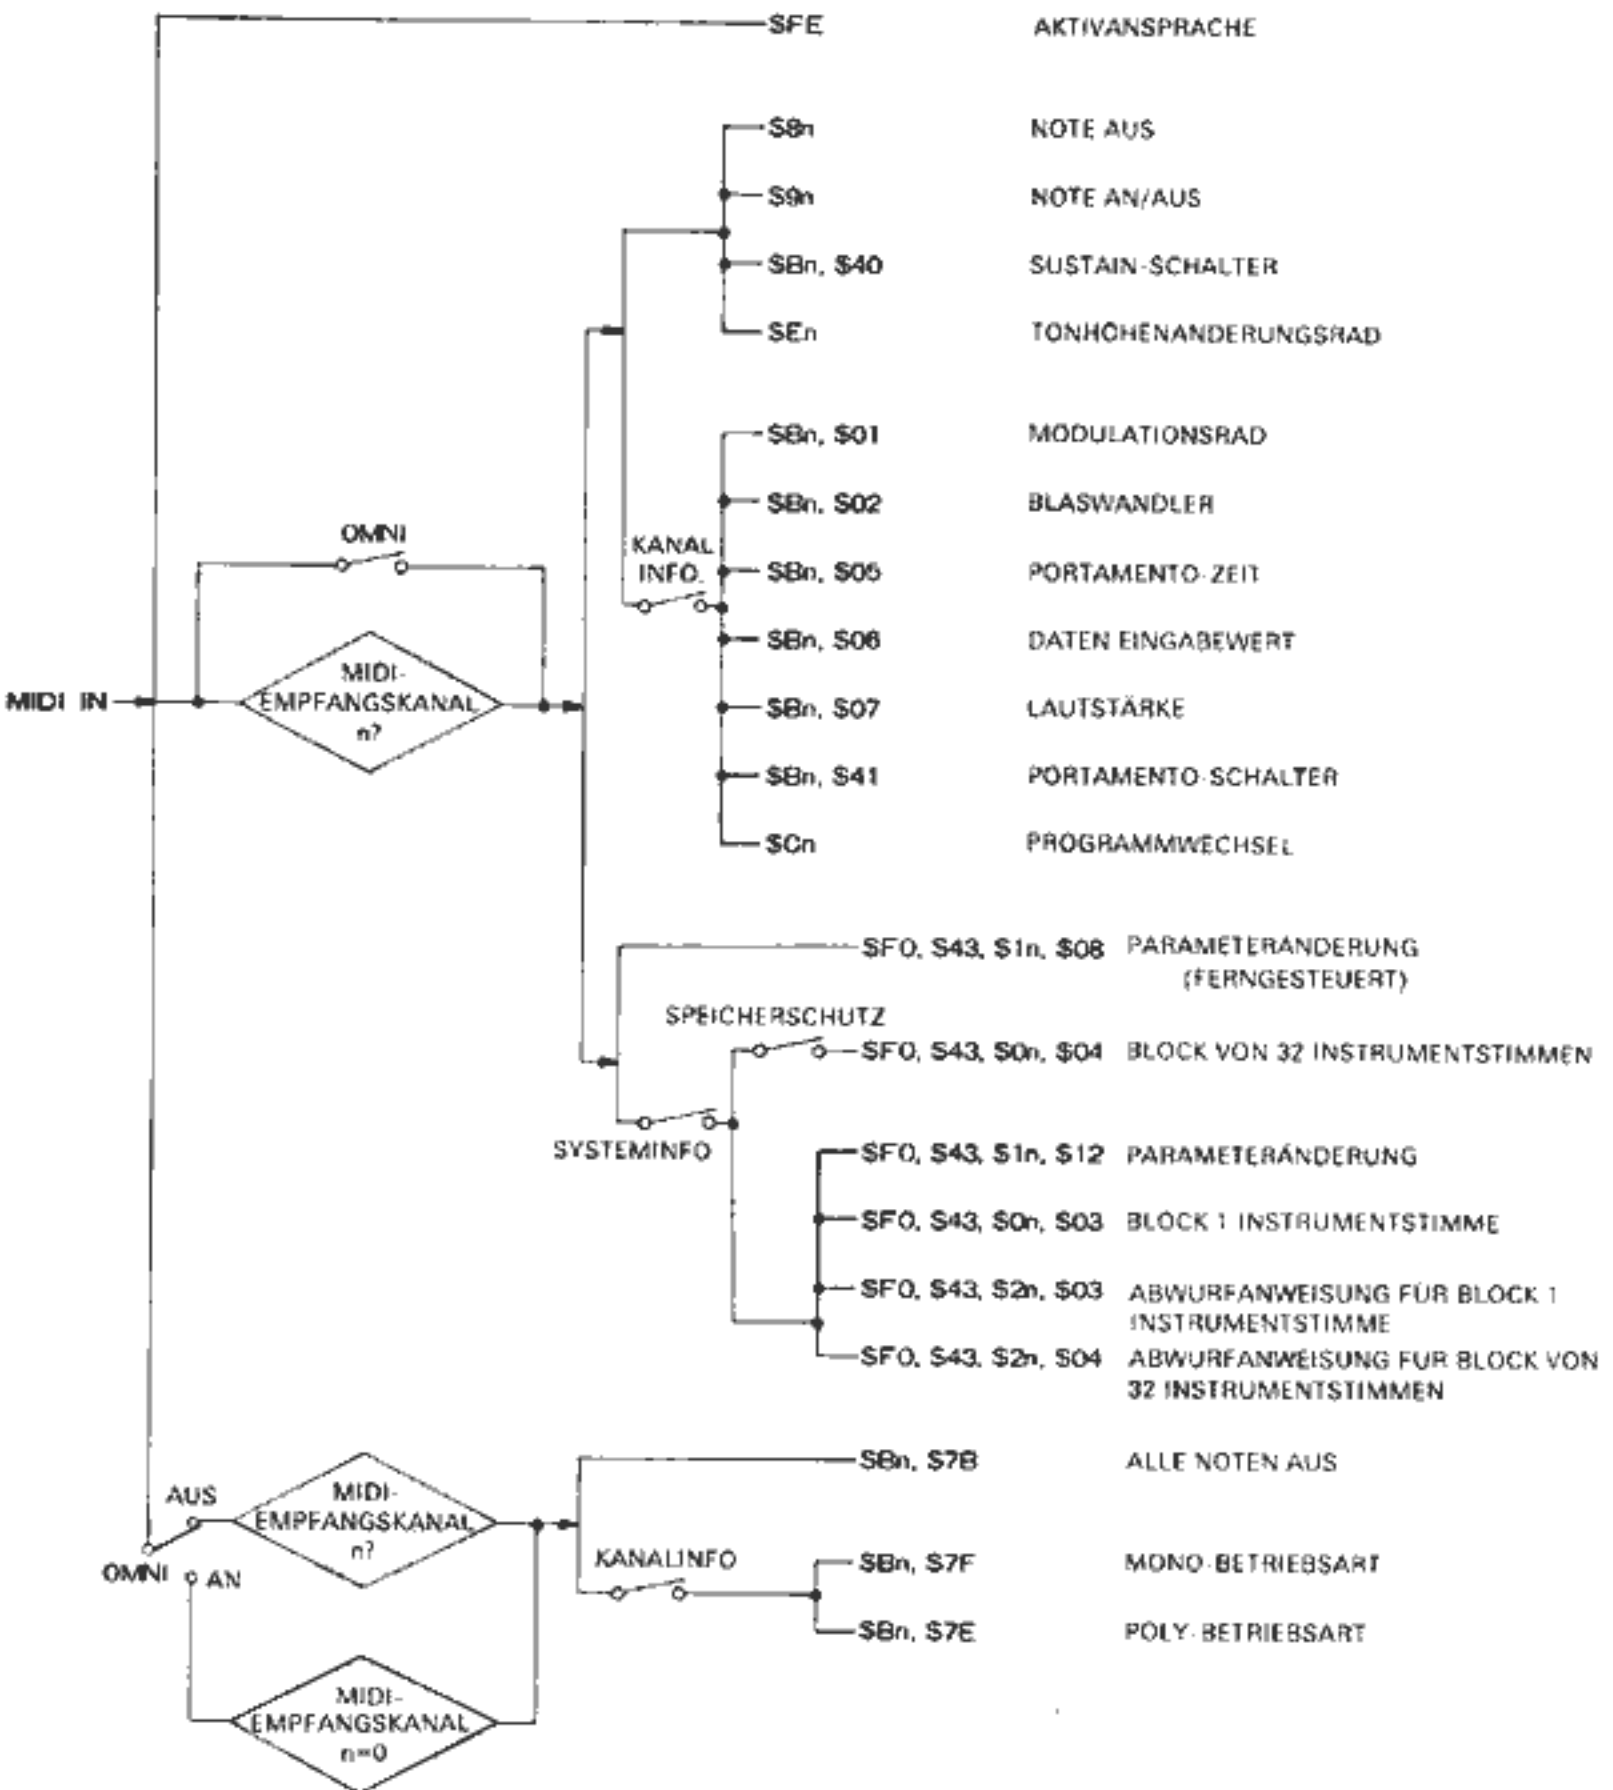 $FE AKTIVANSPRACHE
$8n NOTE AUS
$9n NOTE AN/AUS
$Bn, $40 SUSTAIN-SCHALTER
$En TONHÖHENÄNDERUNGSRAD
$Bn, $01 MODULATIONSRAD
$Bn, $02 BLASWANDLER
OMNI
KANAL
INFO.
$Bn, $05 PORTAMENTO-ZEIT
$Bn, $06 DATEN EINGABEWERT
MIDI IN
MIDI-
EMPFANGSKANAL
n?
$Bn, $07 LAUTSTÄRKE
$Bn, $41 PORTAMENTO-SCHALTER
$Cn PROGRAMMWECHSEL
$F0, $43, $1n, $08 PARAMETERÄNDERUNG
(FERNGESTEUERT)
SPEICHERSCHUTZ
$F0, $43, $0n, $04 BLOCK VON 32 INSTRUMENTSTIMMEN
SYSTEMINFO
$F0, $43, $1n, $12 PARAMETERÄNDERUNG
$F0, $43, $0n, $03 BLOCK 1 INSTRUMENTSTIMME
$F0, $43, $2n, $03 ABWURFANWEISUNG FÜR BLOCK 1
INSTRUMENTSTIMME
$F0, $43, $2n, $04 ABWURFANWEISUNG FÜR BLOCK VON
32 INSTRUMENTSTIMMEN
$Bn, $7B ALLE NOTEN AUS
AUS
MIDI-
EMPFANGSKANAL
n?
OMNI
AN
KANALINFO
$Bn, $7F MONO-BETRIEBSART
$Bn, $7E POLY-BETRIEBSART
MIDI-
EMPFANGSKANAL
n=0